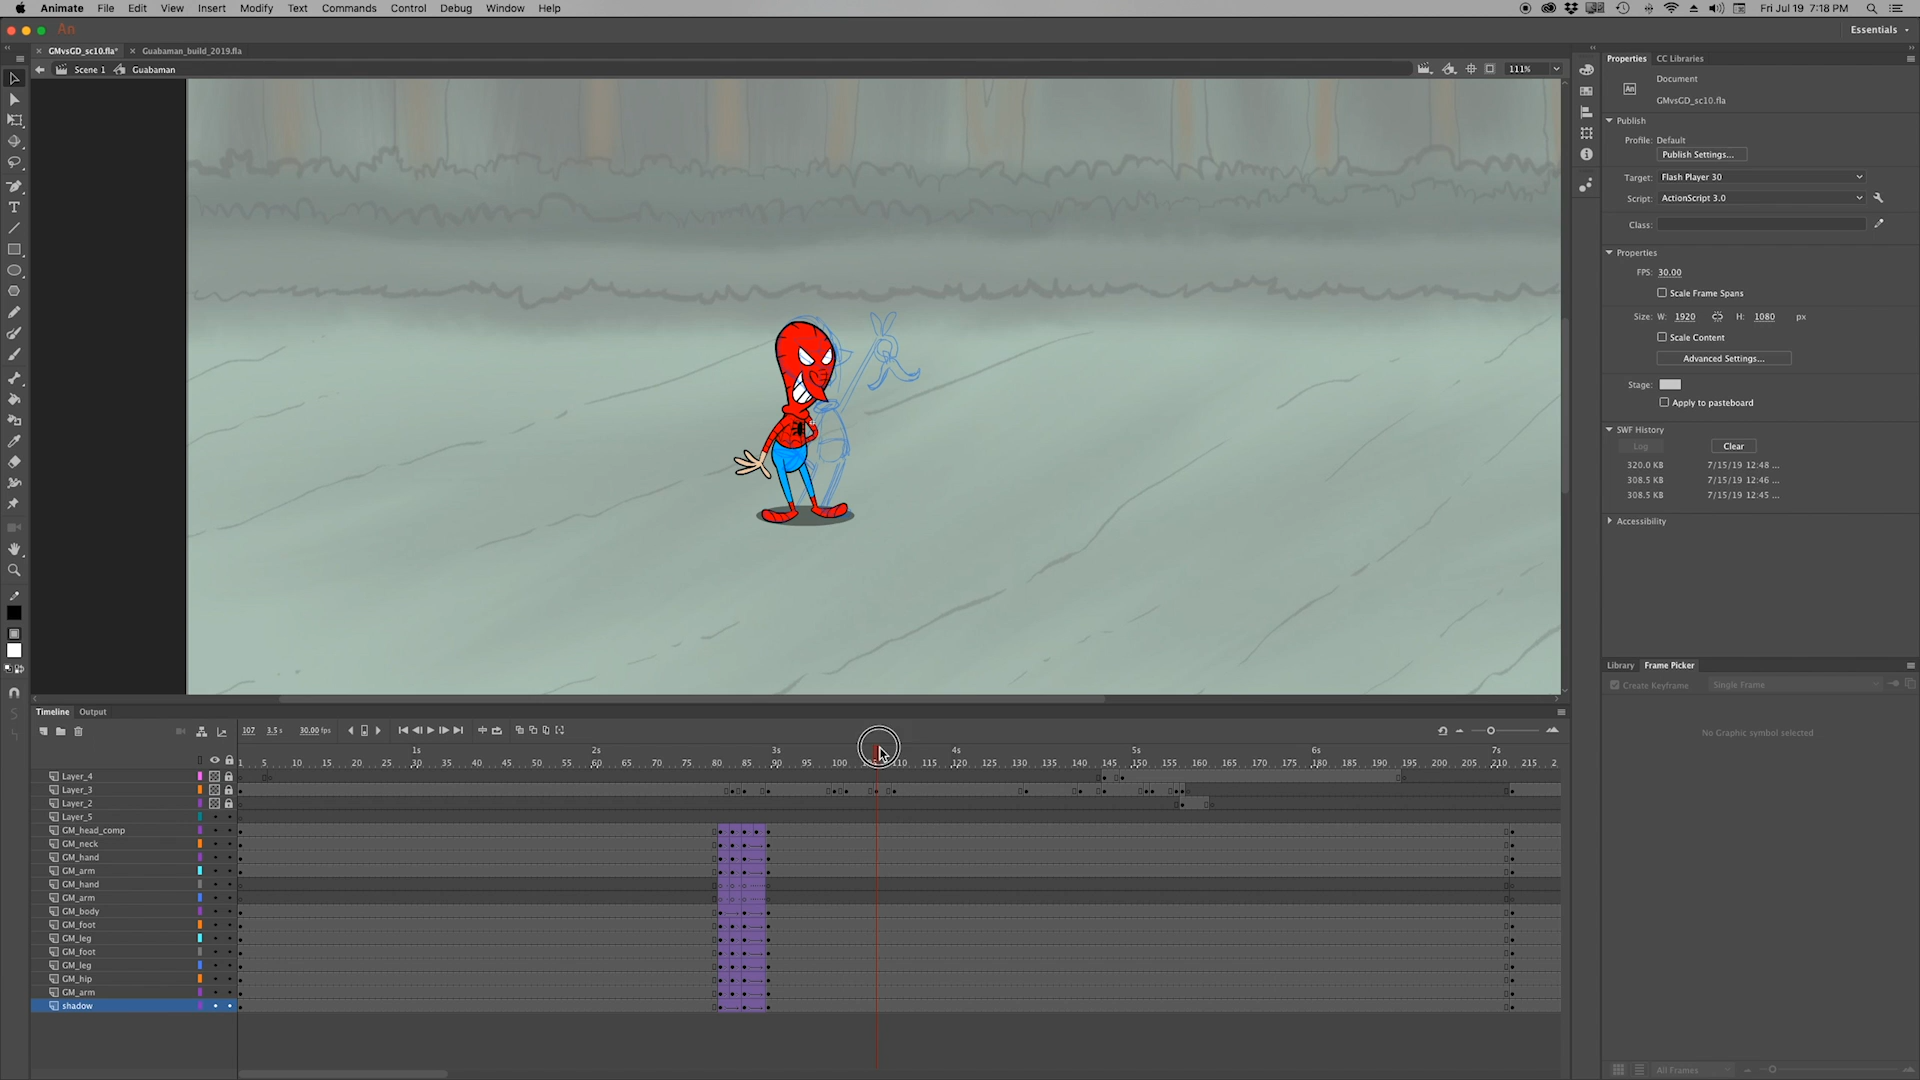 Animate File Edit View Insert Modify Text Commands Control Debug Window Help
Fri Jul 19 7:18 PM
An
Essentials
GMvsGD_sc10.fla*
Guabaman_build_2019.fla
Scene 1
Guabaman
111%
Properties
CC Libraries
Document
An
GMvsGD_sc10.fla
Publish
Profile: Default
Publish Settings...
Target: Flash Player 30
Script: ActionScript 3.0
Class:
Properties
FPS: 30.00
Scale Frame Spans
Size: W: 1920 H: 1080 px
Scale Content
Advanced Settings...
Stage:
Apply to pasteboard
SWF History
Log
Clear
320.0 KB 7/15/19 12:48 ...
308.5 KB 7/15/19 12:46 ...
308.5 KB 7/15/19 12:45 ...
Accessibility
Library
Frame Picker
Create Keyframe
Single Frame
No Graphic symbol selected
All Frames
Timeline
Output
107 3.5 s 30.00 fps
1s 2s 3s 4s 5s 6s 7s
1 5 10 15 20 25 30 35 40 45 50 55 60 65 70 75 80 85 90 95 100 110 115 120 125 130 135 140 145 150 155 160 165 170 175 180 185 190 195 200 205 210 215 2
Layer_4
Layer_3
Layer_2
Layer_5
GM_head_comp
GM_neck
GM_hand
GM_arm
GM_hand
GM_arm
GM_body
GM_foot
GM_leg
GM_foot
GM_leg
GM_hip
GM_arm
shadow